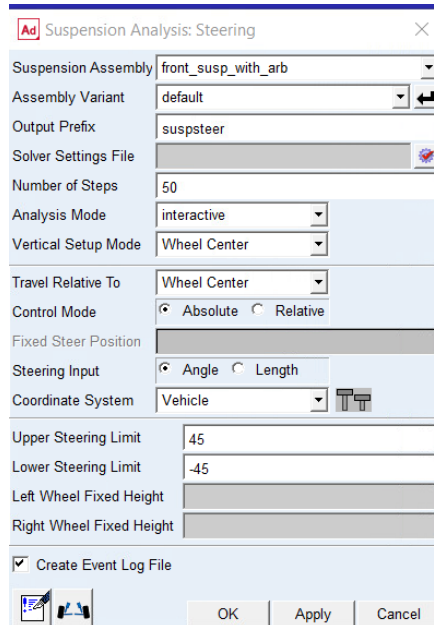 Ad Suspension Analysis: Steering
Suspension Assembly front_susp_with_arb
Assembly Variant default
Output Prefix suspsteer
Solver Settings File
Number of Steps 50
Analysis Mode interactive
Vertical Setup Mode Wheel Center
Travel Relative To Wheel Center
Control Mode Absolute Relative
Fixed Steer Position
Steering Input Angle Length
Coordinate System Vehicle
Upper Steering Limit 45
Lower Steering Limit -45
Left Wheel Fixed Height
Right Wheel Fixed Height
Create Event Log File
OK Apply Cancel